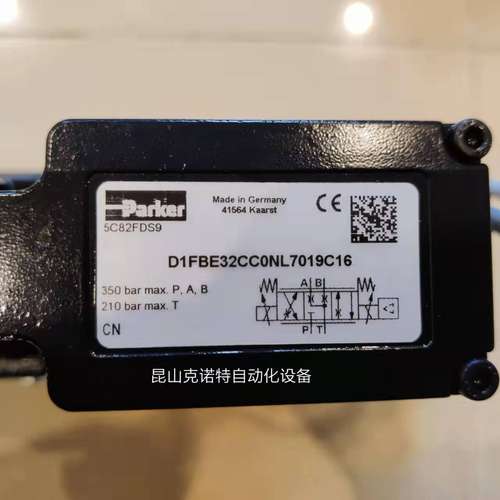 Parker
5C82FDS9
Made in Germany
41564 Kaarst
CE
D1FBE32CC0NL7019C16
350 bar max. P, A, B
210 bar max. T
A B
P T
CN
昆山克诺特自动化设备